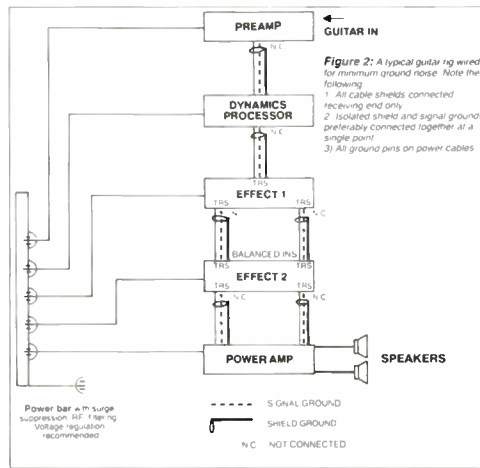 PREAMP
GUITAR IN
N C
Figure 2: A typical guitar rig wired
for minimum ground noise Note the
following
1 All cable shields connected
receiving end only
2 Isolated shield and signal grounds
preferably connected together at a
single point
3) All ground pins on power cables
DYNAMICS
PROCESSOR
N C
TRS
EFFECT 1
TRS TRS
N C
BALANCED INS
TRS TRS
EFFECT 2
TRS TRS
N C N C
POWER AMP
SPEAKERS
Power bar with surge
suppression, RF filtering
Voltage regulation
recommended
SIGNAL GROUND
SHIELD GROUND
N C NOT CONNECTED